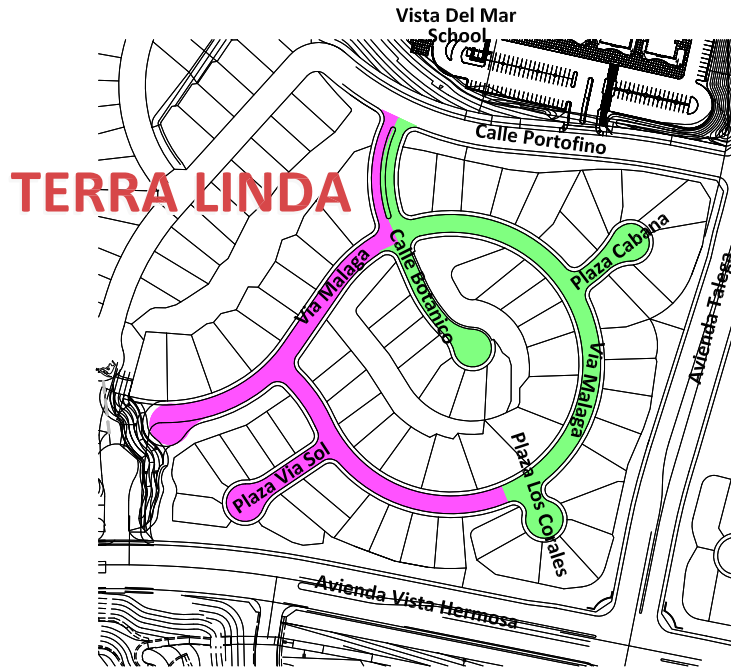 Vista Del Mar
School
Calle Portofino
TERRA LINDA
Plaza Cabana
Via Malaga
Calle Botanico
Avienda Talega
Via Malaga
Plaza Los Corales
Plaza Via Sol
Avienda Vista Hermosa